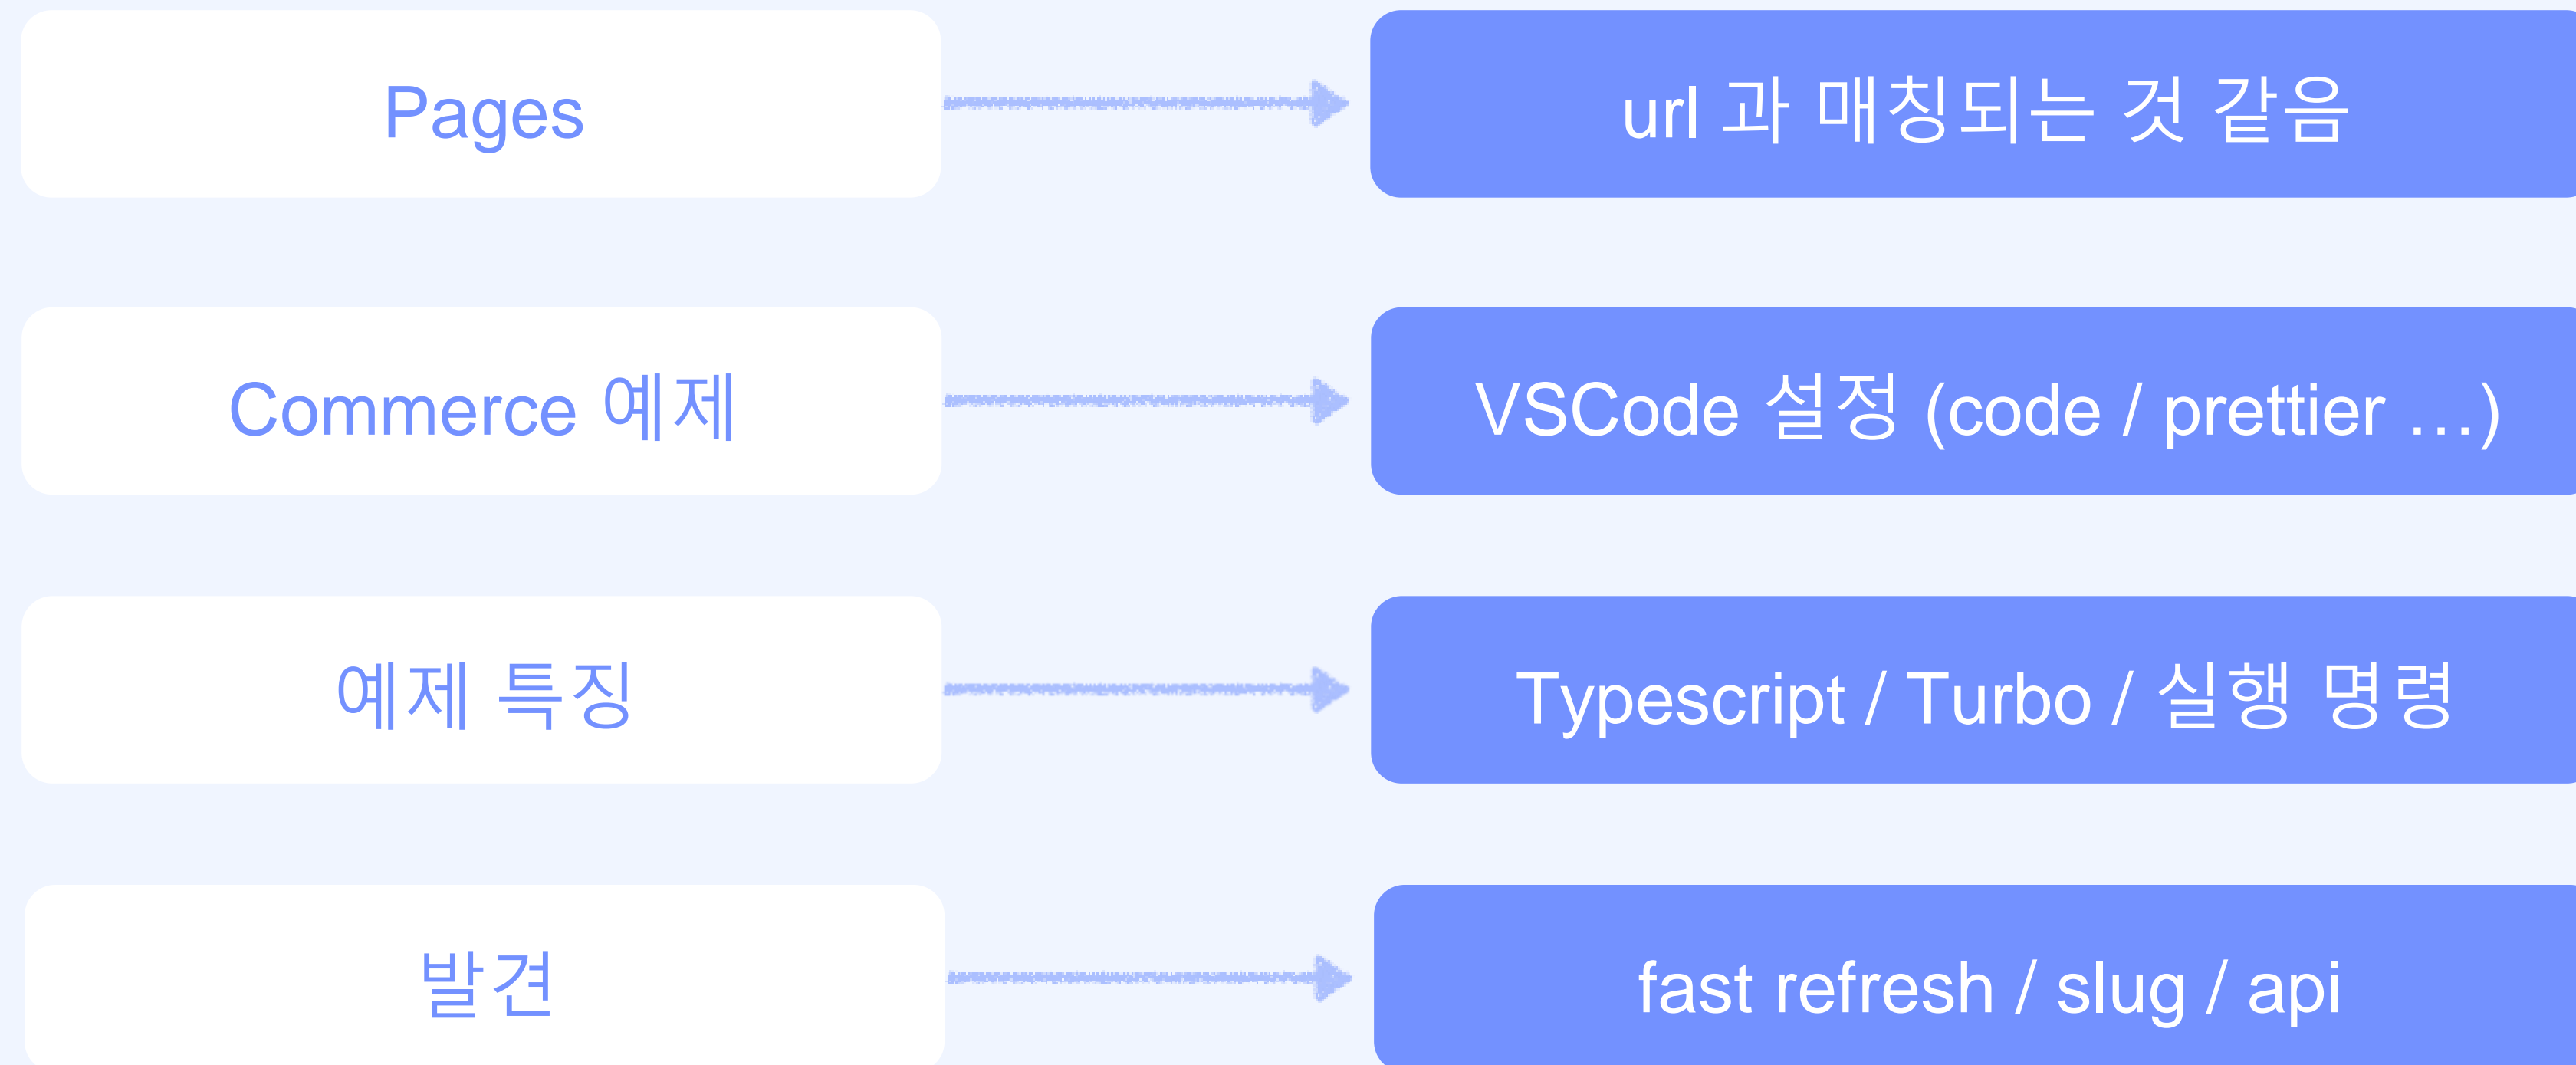 Pages
url 과 매칭되는 것 같음
Commerce 예제
VSCode 설정 (code / prettier …)
예제 특징
Typescript / Turbo / 실행 명령
발견
fast refresh / slug / api